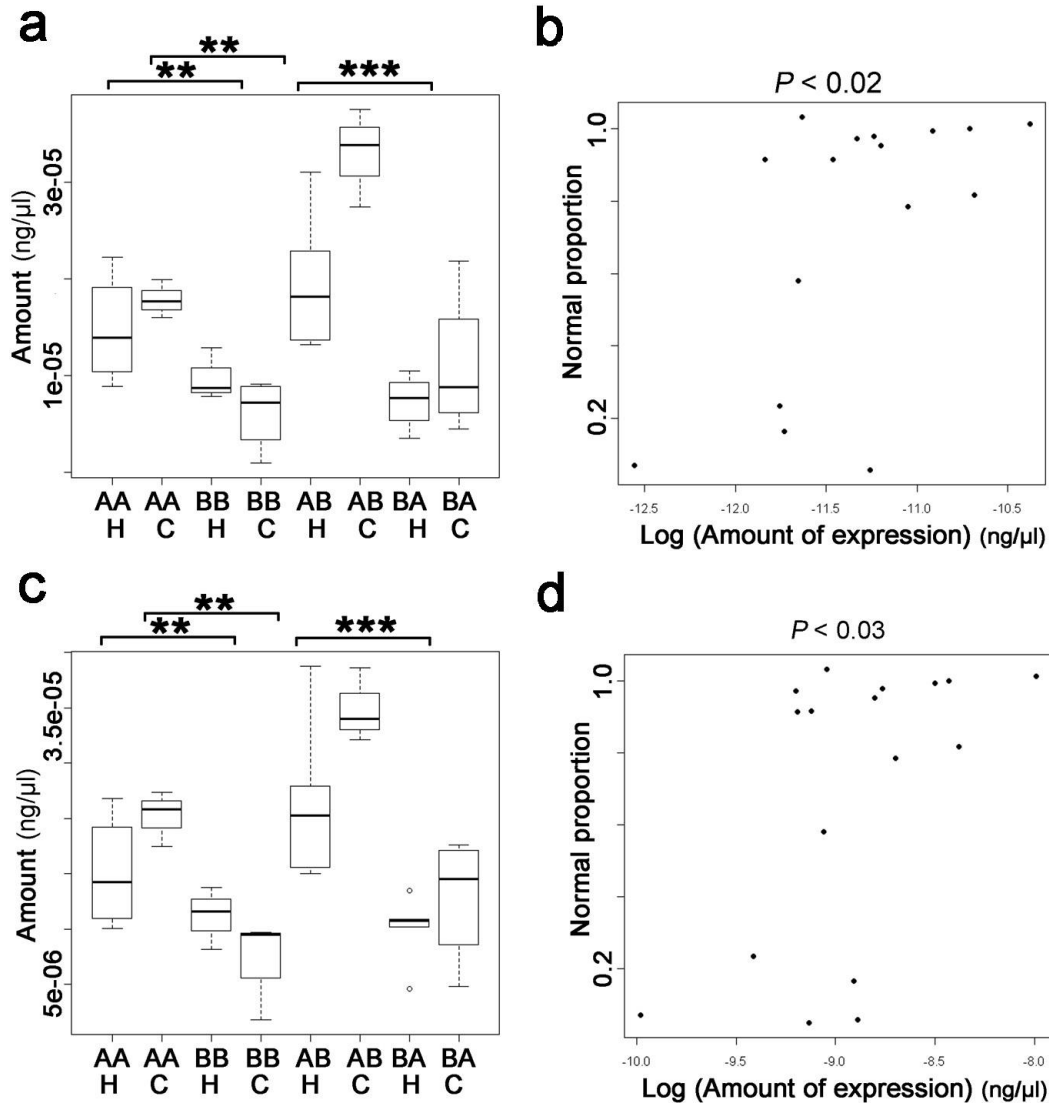 a
** ** ***
Amount (ng/µl)
3e-05
1e-05
AA AA BB BB AB AB BA BA
H C H C H C H C
b
P < 0.02
Normal proportion
1.0
0.2
-12.5 -12.0 -11.5 -11.0 -10.5
Log (Amount of expression) (ng/µl)
c
** ** ***
Amount (ng/µl)
3.5e-05
5e-06
AA AA BB BB AB AB BA BA
H C H C H C H C
d
P < 0.03
Normal proportion
1.0
0.2
-10.0 -9.5 -9.0 -8.5 -8.0
Log (Amount of expression) (ng/µl)